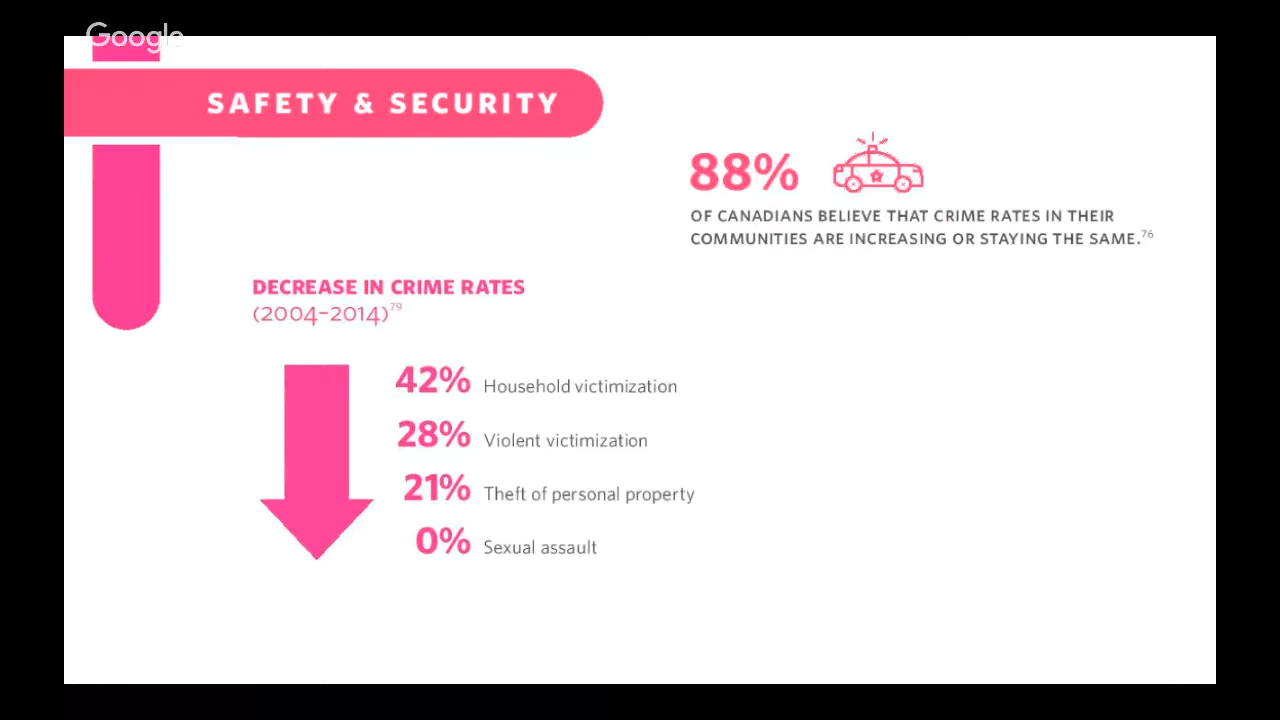 Google
SAFETY & SECURITY
88%
OF CANADIANS BELIEVE THAT CRIME RATES IN THEIR
COMMUNITIES ARE INCREASING OR STAYING THE SAME.76
DECREASE IN CRIME RATES
(2004–2014)79
42% Household victimization
28% Violent victimization
21% Theft of personal property
0% Sexual assault